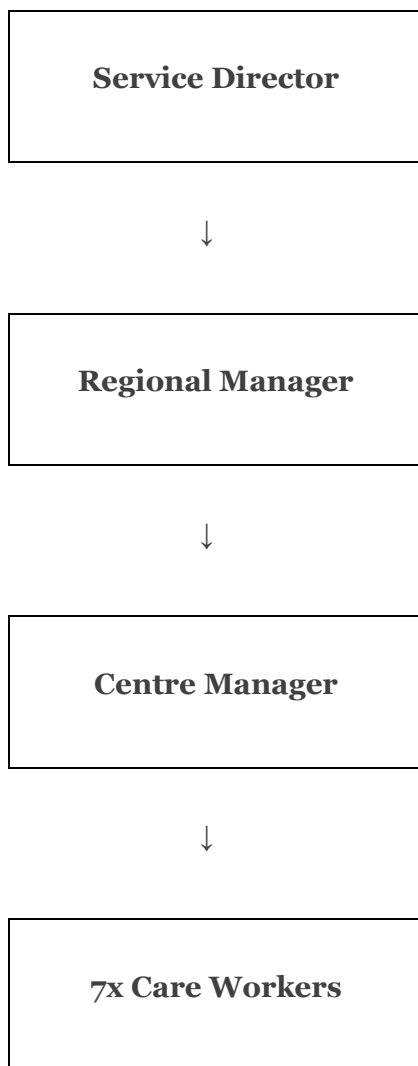 Service Director
↓
Regional Manager
↓
Centre Manager
↓
7x Care Workers